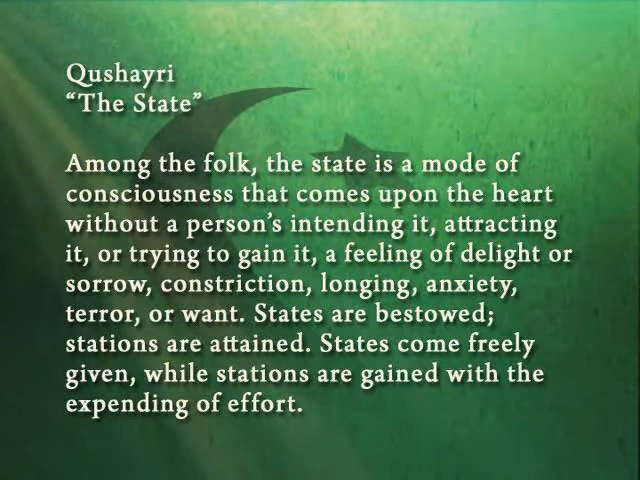 Qushayri
“The State”
Among the folk, the state is a mode of
consciousness that comes upon the heart
without a person’s intending it, attracting
it, or trying to gain it, a feeling of delight or
sorrow, constriction, longing, anxiety,
terror, or want. States are bestowed;
stations are attained. States come freely
given, while stations are gained with the
expending of effort.